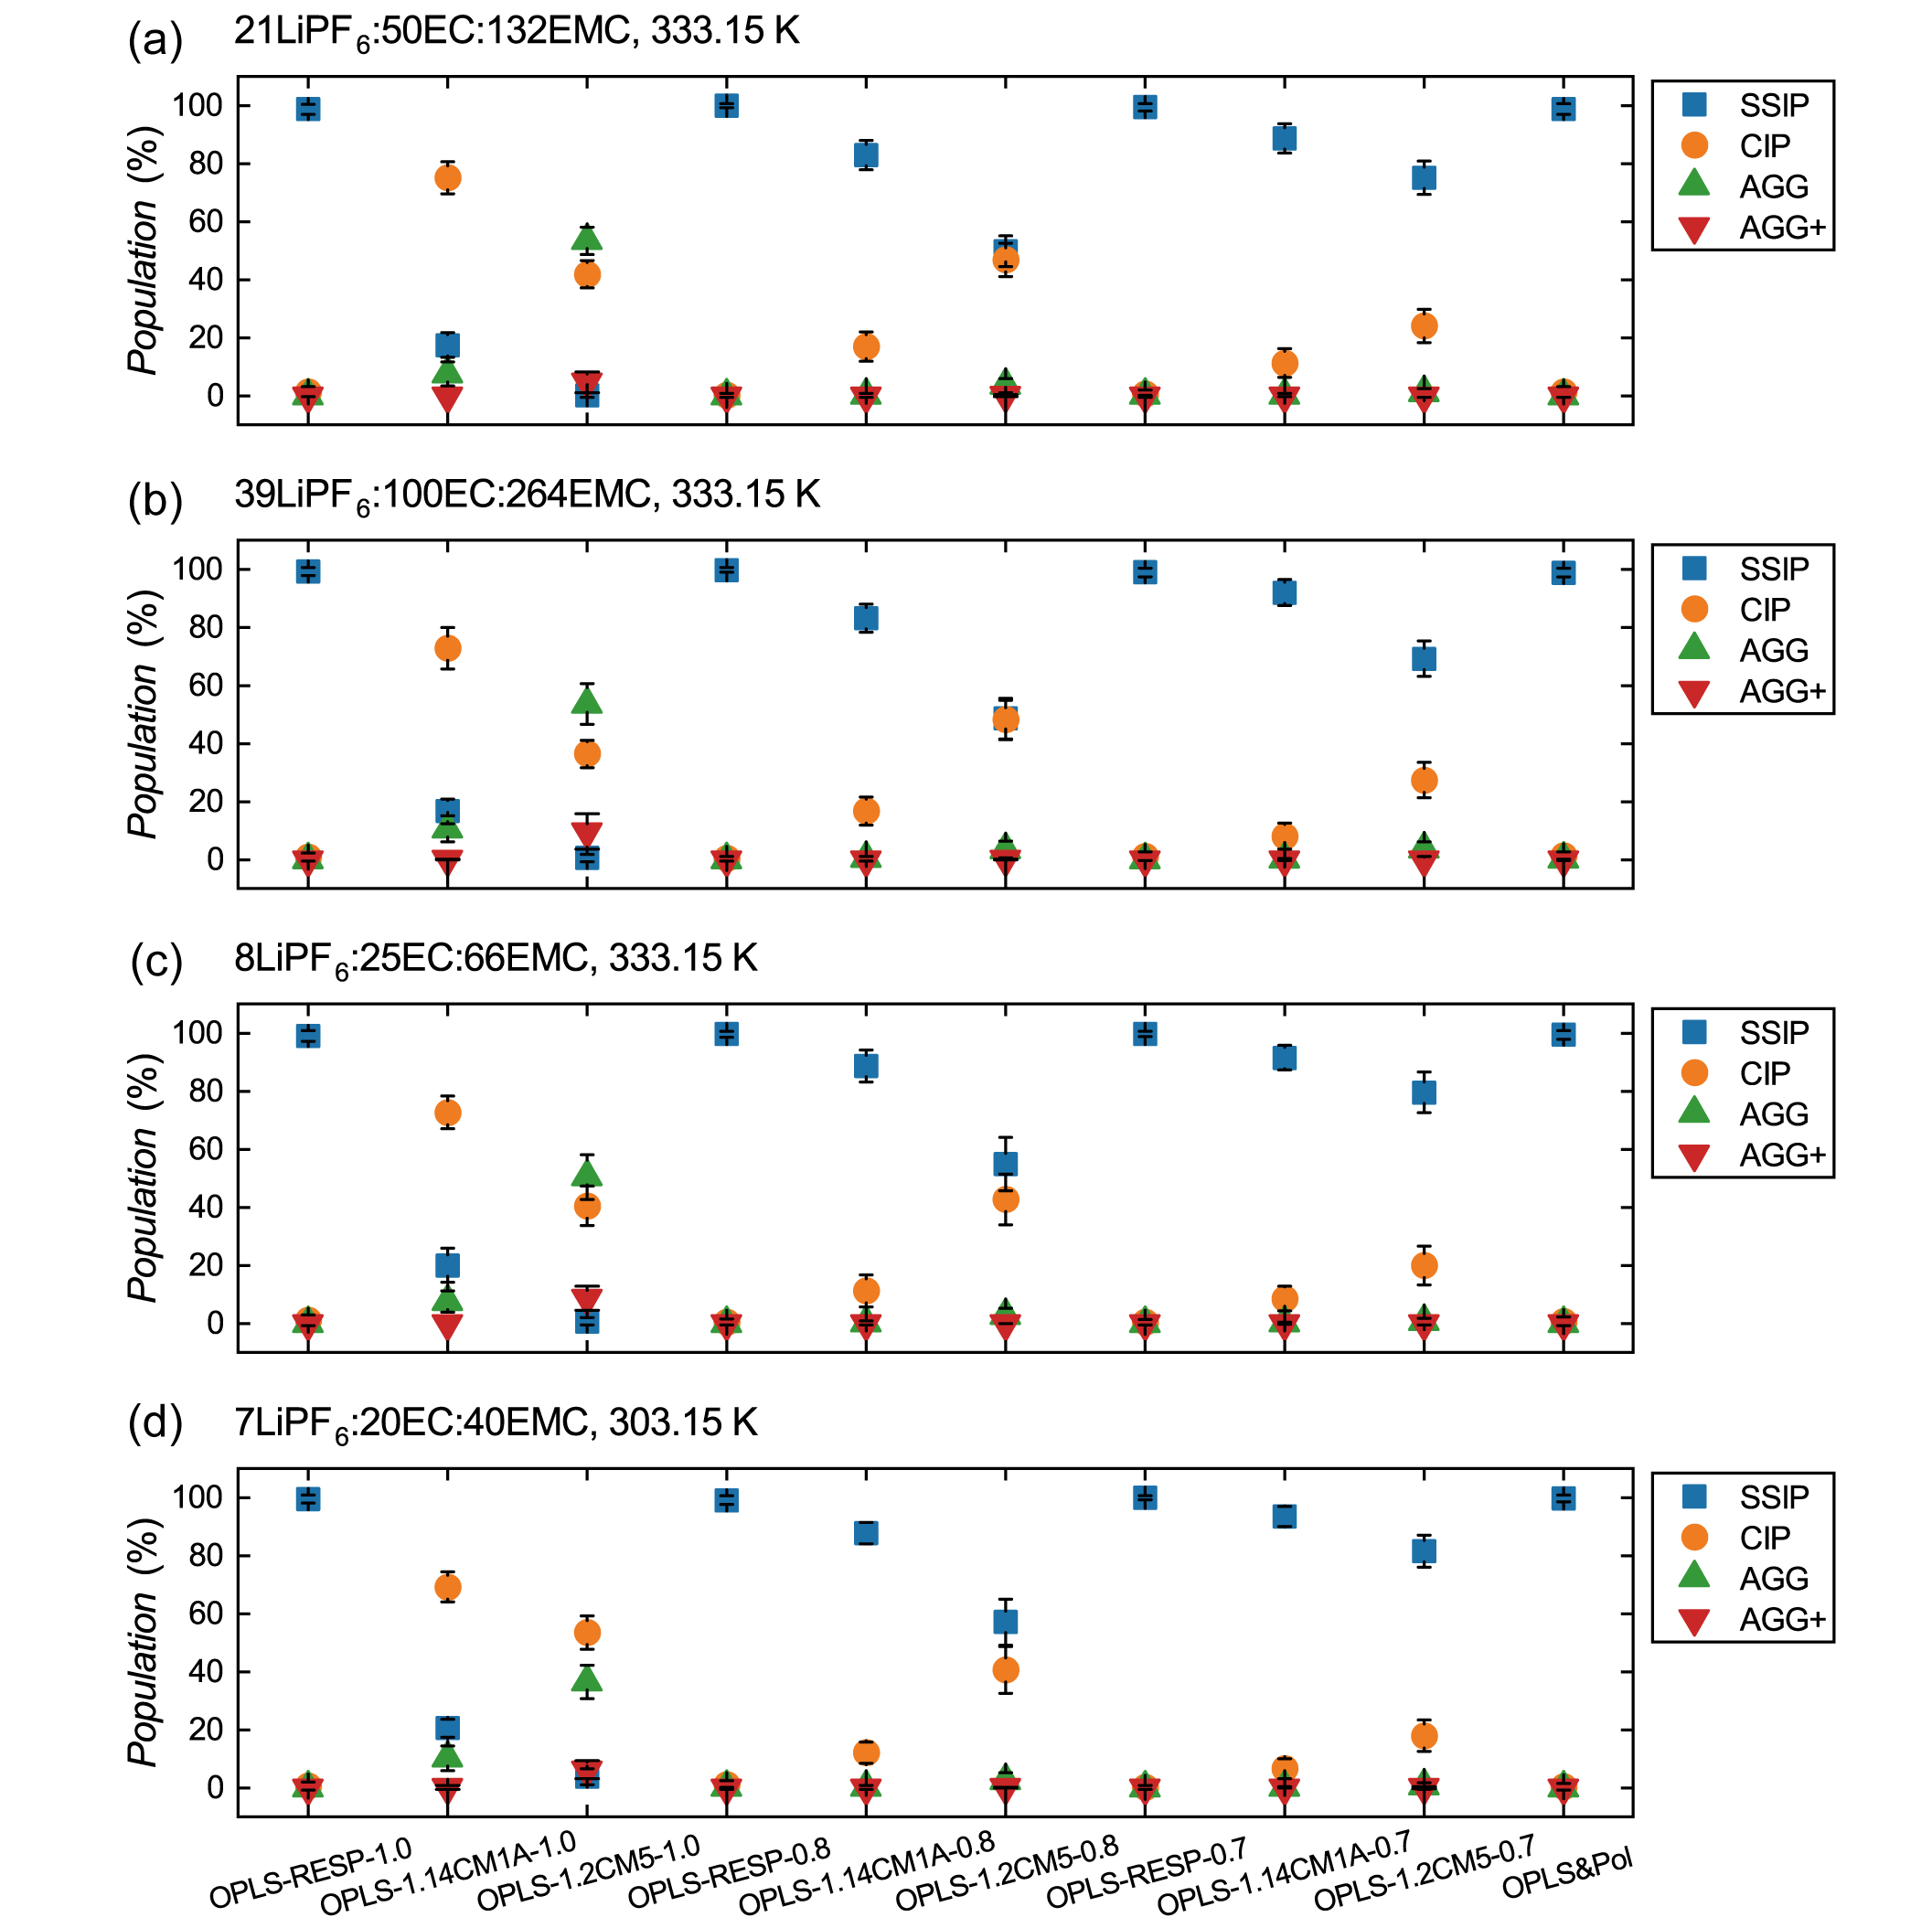 (a) 21LiPF6:50EC:132EMC, 333.15 K
Population (%)
100
80
60
40
20
0
SSIP
CIP
AGG
AGG+
(b) 39LiPF6:100EC:264EMC, 333.15 K
Population (%)
100
80
60
40
20
0
SSIP
CIP
AGG
AGG+
(c) 8LiPF6:25EC:66EMC, 333.15 K
Population (%)
100
80
60
40
20
0
SSIP
CIP
AGG
AGG+
(d) 7LiPF6:20EC:40EMC, 303.15 K
Population (%)
100
80
60
40
20
0
SSIP
CIP
AGG
AGG+
OPLS-RESP-1.0
OPLS-1.14CM1A-1.0
OPLS-1.2CM5-1.0
OPLS-RESP-0.8
OPLS-1.14CM1A-0.8
OPLS-1.2CM5-0.8
OPLS-RESP-0.7
OPLS-1.14CM1A-0.7
OPLS-1.2CM5-0.7
OPLS&Pol